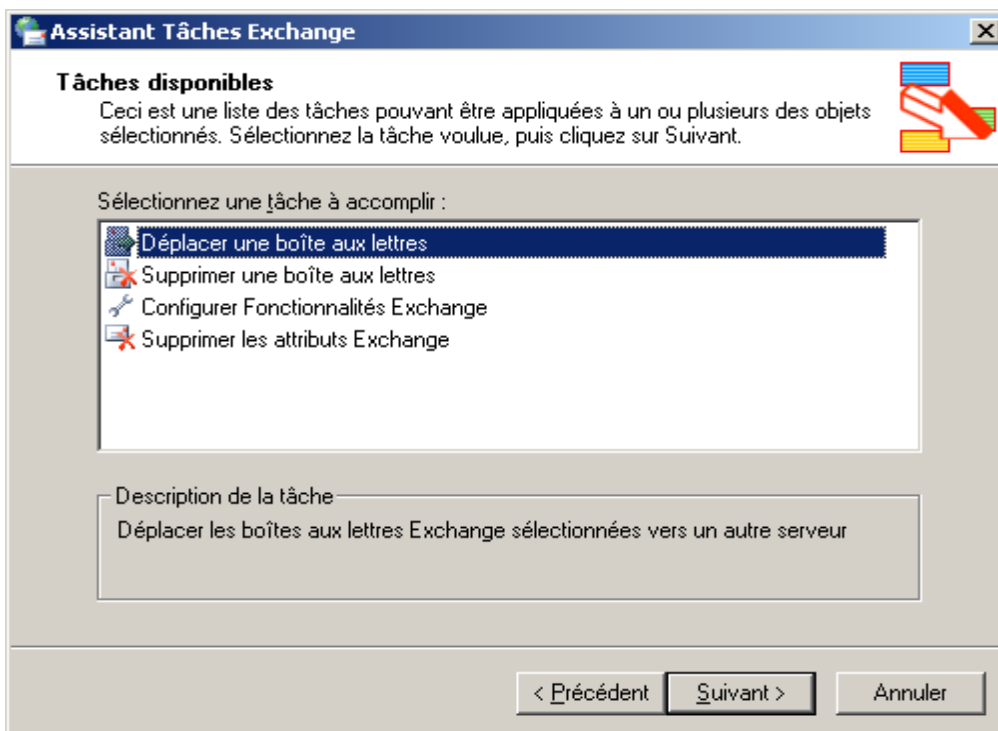 Assistant Tâches Exchange
Tâches disponibles
Ceci est une liste des tâches pouvant être appliquées à un ou plusieurs des objets
sélectionnés. Sélectionnez la tâche voulue, puis cliquez sur Suivant.
Sélectionnez une tâche à accomplir :
Déplacer une boîte aux lettres
Supprimer une boîte aux lettres
Configurer Fonctionnalités Exchange
Supprimer les attributs Exchange
Description de la tâche
Déplacer les boîtes aux lettres Exchange sélectionnées vers un autre serveur
< Précédent Suivant > Annuler